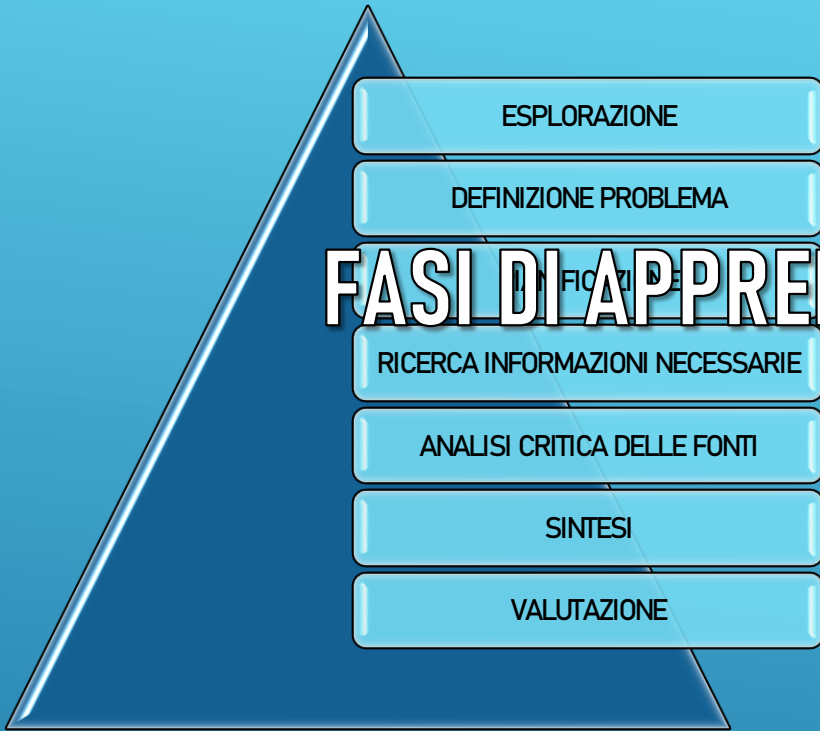 ESPLORAZIONE
DEFINIZIONE PROBLEMA
FASI DI APPRE
RICERCA INFORMAZIONI NECESSARIE
ANALISI CRITICA DELLE FONTI
SINTESI
VALUTAZIONE